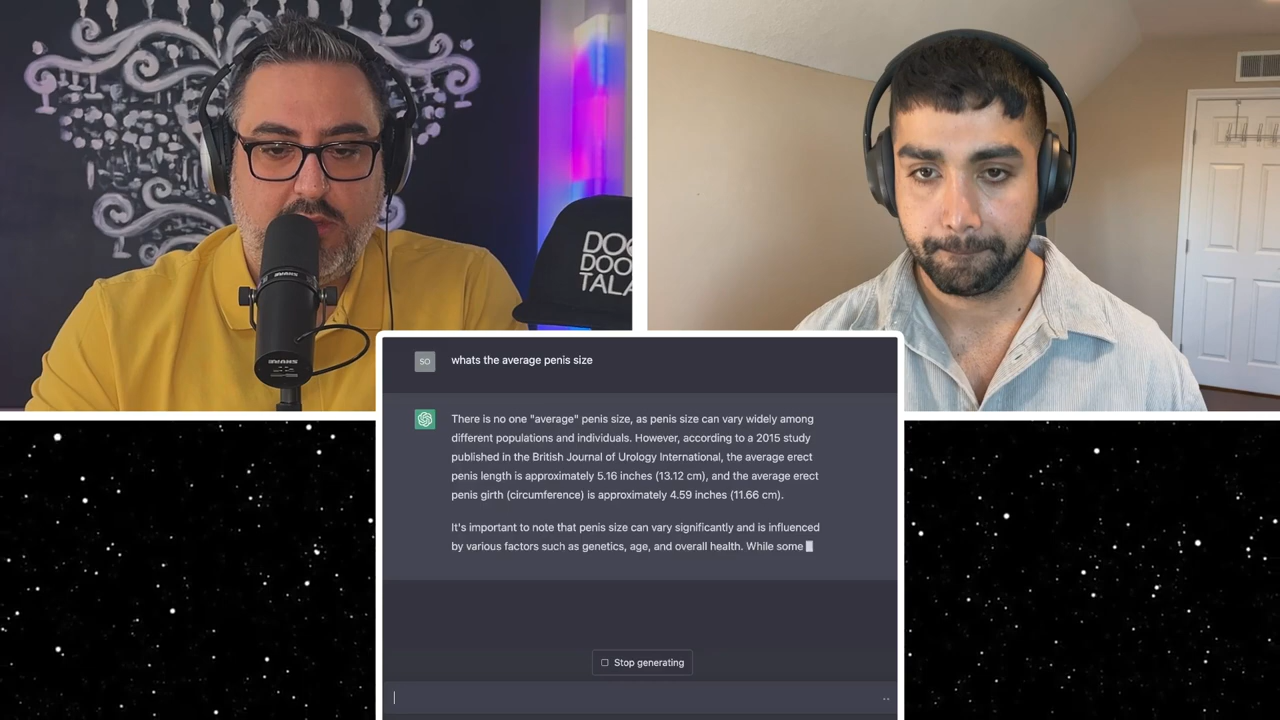 DOO
DOO
TALA
SO
whats the average penis size
There is no one "average" penis size, as penis size can vary widely among
different populations and individuals. However, according to a 2015 study
published in the British Journal of Urology International, the average erect
penis length is approximately 5.16 inches (13.12 cm), and the average erect
penis girth (circumference) is approximately 4.59 inches (11.66 cm).
It's important to note that penis size can vary significantly and is influenced
by various factors such as genetics, age, and overall health. While some
Stop generating